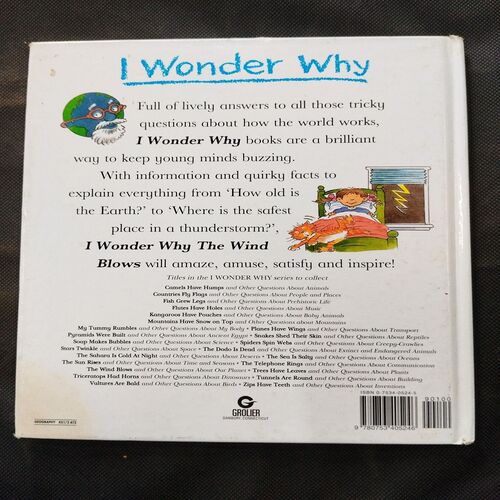 I Wonder Why
Full of lively answers to all those tricky
questions about how the world works,
I Wonder Why books are a brilliant
way to keep young minds buzzing.
With information and quirky facts to
explain everything from ‘How old is
the Earth?’ to ‘Where is the safest
place in a thunderstorm?’,
I Wonder Why The Wind
Blows will amaze, amuse, satisfy and inspire!
Titles in the I WONDER WHY series to collect
Camels Have Humps and Other Questions About Animals
Countries Fly Flags and Other Questions About People and Places
Fish Grew Legs and Other Questions About Prehistoric Life
Flutes Have Holes and Other Questions About Music
Kangaroos Have Pouches and Other Questions About Baby Animals
Mountains Have Snow on Top and Other Questions about Mountains
My Tummy Rumbles and Other Questions About My Body • Planes Have Wings and Other Questions About Transport
Pyramids Were Built and Other Questions About Ancient Egypt • Snakes Shed Their Skin and Other Questions About Reptiles
Soap Makes Bubbles and Other Questions About Science • Spiders Spin Webs and Other Questions About Creepy-Crawlies
Stars Twinkle and Other Questions About Space • The Dodo Is Dead and Other Questions About Extinct and Endangered Animals
The Sahara Is Cold At Night and Other Questions About Deserts • The Sea Is Salty and Other Questions About Oceans
The Sun Rises and Other Questions About Time and Seasons • The Telephone Rings and Other Questions About Communication
The Wind Blows and Other Questions About Our Planet • Trees Have Leaves and Other Questions About Plants
Triceratops Had Horns and Other Questions About Dinosaurs • Tunnels Are Round and Other Questions About Building
Vultures Are Bald and Other Questions About Birds • Zips Have Teeth and Other Questions About Inventions
ISBN 0-7534-0524-5
90100
GROLIER
DANBURY, CONNECTICUT
GEOGRAPHY
9 780753 405246